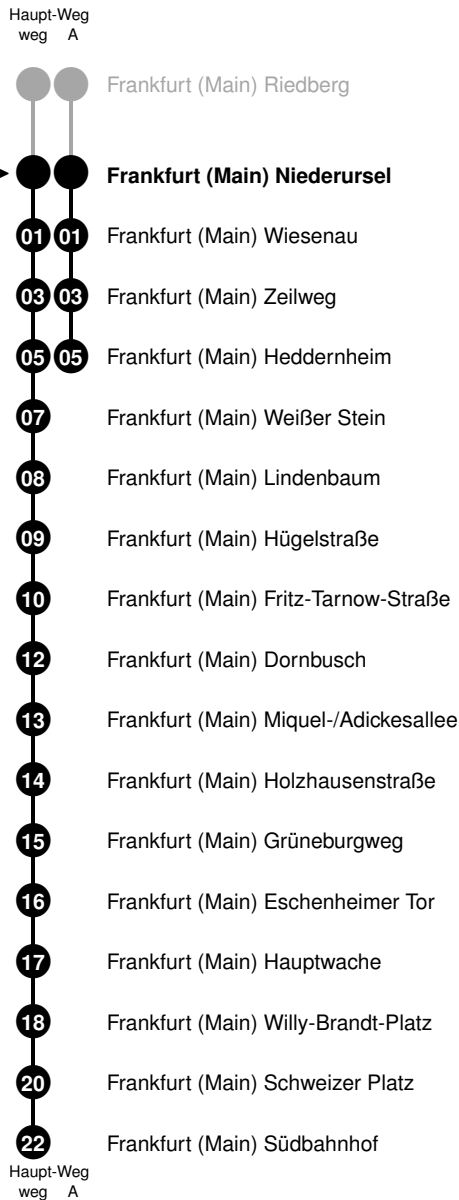 Haupt-Weg
weg A
Frankfurt (Main) Riedberg
Frankfurt (Main) Niederursel
01 01 Frankfurt (Main) Wiesenau
03 03 Frankfurt (Main) Zeilweg
05 05 Frankfurt (Main) Heddernheim
07 Frankfurt (Main) Weißer Stein
08 Frankfurt (Main) Lindenbaum
09 Frankfurt (Main) Hügelstraße
10 Frankfurt (Main) Fritz-Tarnow-Straße
12 Frankfurt (Main) Dornbusch
13 Frankfurt (Main) Miquel-/Adickesallee
14 Frankfurt (Main) Holzhausenstraße
15 Frankfurt (Main) Grüneburgweg
16 Frankfurt (Main) Eschenheimer Tor
17 Frankfurt (Main) Hauptwache
18 Frankfurt (Main) Willy-Brandt-Platz
20 Frankfurt (Main) Schweizer Platz
22 Frankfurt (Main) Südbahnhof
Haupt-Weg
weg A